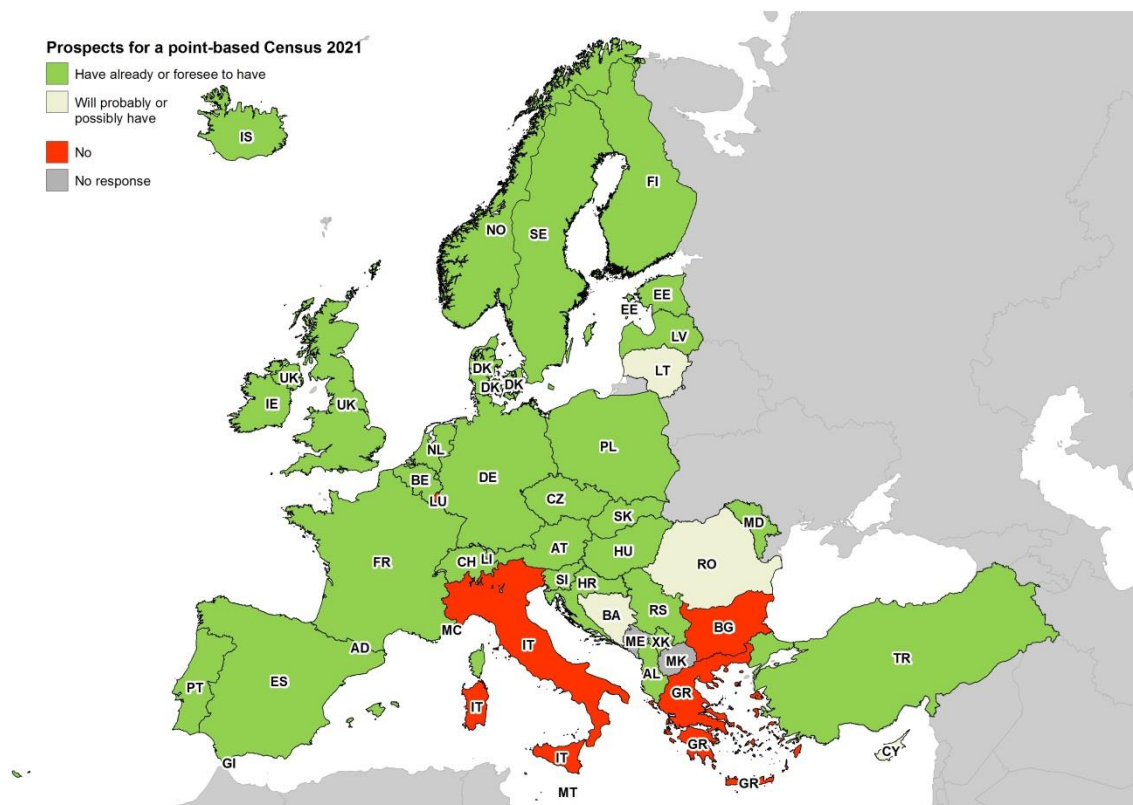 Prospects for a point-based Census 2021
Have already or foresee to have
Will probably or
possibly have
No
No response
IS
FI
NO
SE
EE
EE
LV
LT
DK
DK
DK
UK
IE
UK
NL
PL
BE
DE
LU
CZ
SK
MD
FR
CH
LI
AT
HU
RO
SI
HR
BA
RS
MC
IT
ME
XK
BG
AD
MK
TR
PT
ES
IT
AL
GR
GR
CY
GI
IT
GR
MT